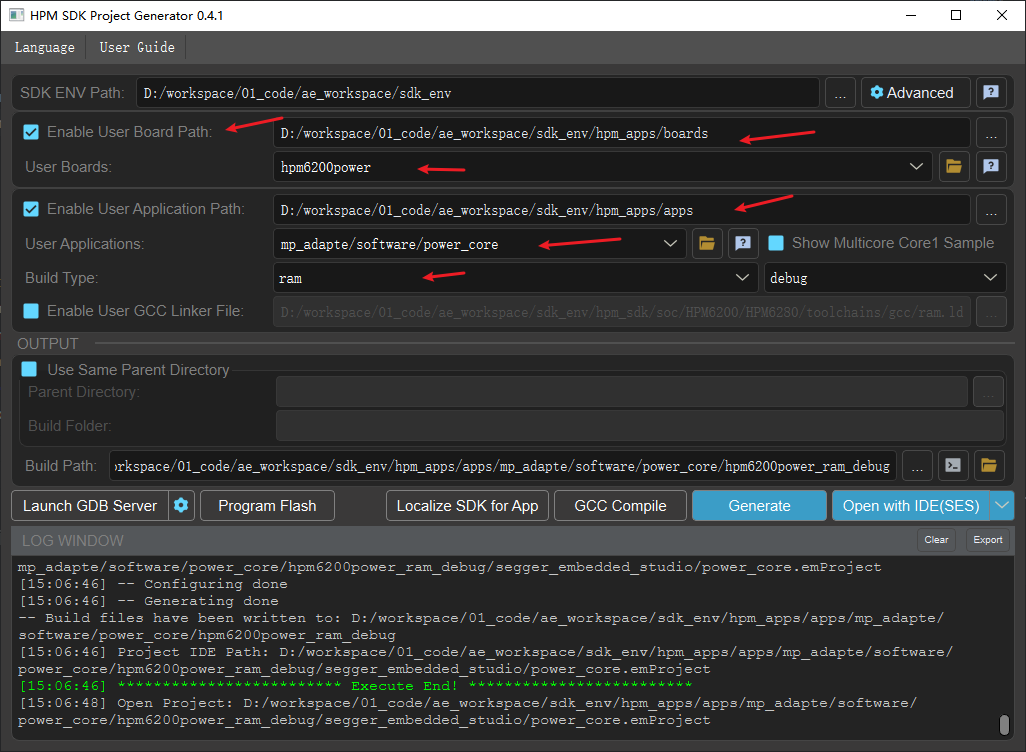 HPM SDK Project Generator 0.4.1
Language User Guide
SDK ENV Path: D:/workspace/01_code/ae_workspace/sdk_env ... Advanced ?
Enable User Board Path: D:/workspace/01_code/ae_workspace/sdk_env/hpm_apps/boards ...
User Boards: hpm6200power ?
Enable User Application Path: D:/workspace/01_code/ae_workspace/sdk_env/hpm_apps/apps ...
User Applications: mp_adapte/software/power_core ? Show Multicore Core1 Sample
Build Type: ram debug
Enable User GCC Linker File: D:/workspace/01_code/ae_workspace/sdk_env/hpm_sdk/soc/HPM6200/HPM6280/toolchains/gcc/ram.ld ...
OUTPUT
Use Same Parent Directory
Parent Directory: ...
Build Folder:
Build Path: orkspace/01_code/ae_workspace/sdk_env/hpm_apps/apps/mp_adapte/software/power_core/hpm6200power_ram_debug ...
Launch GDB Server Program Flash Localize SDK for App GCC Compile Generate Open with IDE(SES)
LOG WINDOW Clear Export
mp_adapte/software/power_core/hpm6200power_ram_debug/segger_embedded_studio/power_core.emProject
[15:06:46] -- Configuring done
[15:06:46] -- Generating done
-- Build files have been written to: D:/workspace/01_code/ae_workspace/sdk_env/hpm_apps/apps/mp_adapte/
software/power_core/hpm6200power_ram_debug
[15:06:46] Project IDE Path: D:/workspace/01_code/ae_workspace/sdk_env/hpm_apps/apps/mp_adapte/software/
power_core/hpm6200power_ram_debug/segger_embedded_studio/power_core.emProject
[15:06:46] ************************* Execute End! *************************
[15:06:48] Open Project: D:/workspace/01_code/ae_workspace/sdk_env/hpm_apps/apps/mp_adapte/software/
power_core/hpm6200power_ram_debug/segger_embedded_studio/power_core.emProject